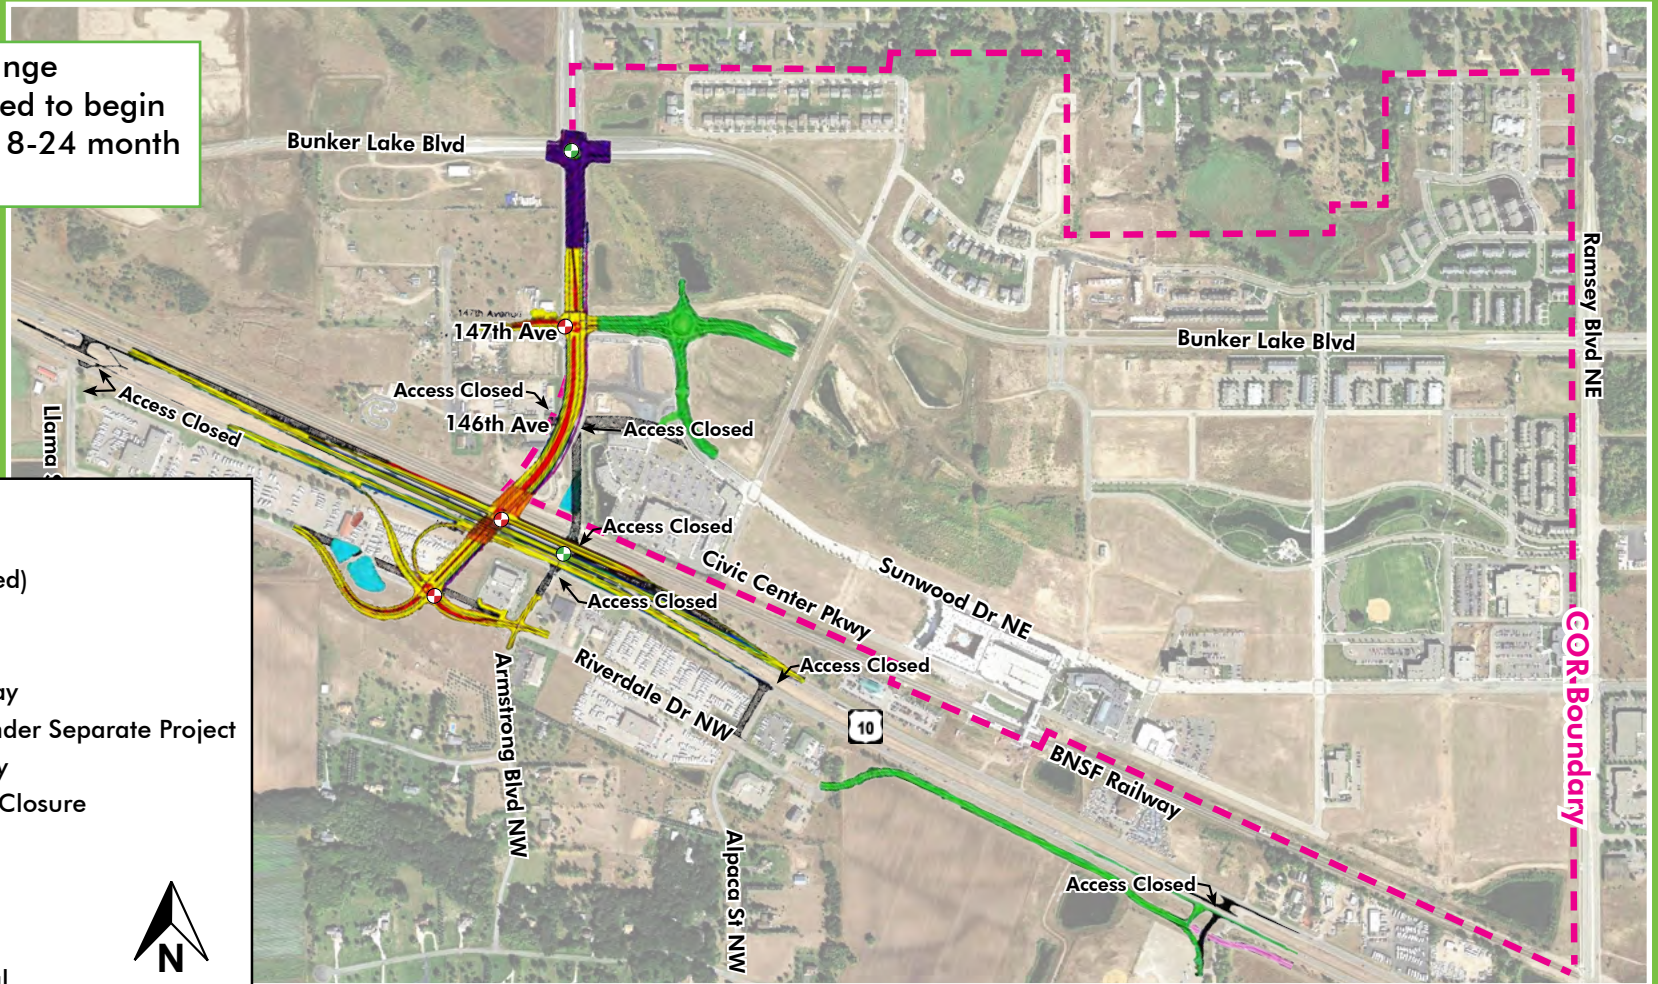 nge
ed to begin
8-24 month
Bunker Lake Blvd
147th Avenue
147th Ave
Access Closed
146th Ave
Access Closed
Access Closed
Llama S
Ramsey Blvd NE
Bunker Lake Blvd
Access Closed
Access Closed
Civic Center Pkwy
Sunwood Dr NE
Access Closed
Riverdale Dr NW
Armstrong Blvd NW
10
BNSF Railway
COR Boundary
Alpaca St NW
Access Closed
ed)
ay
nder Separate Project
y
Closure
N